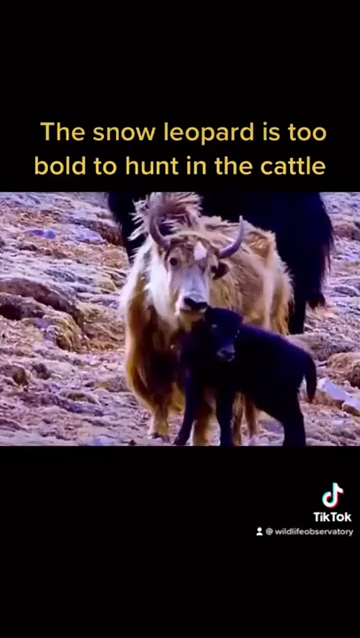 The snow leopard is too
bold to hunt in the cattle
TikTok
@ wildlifeobservatory